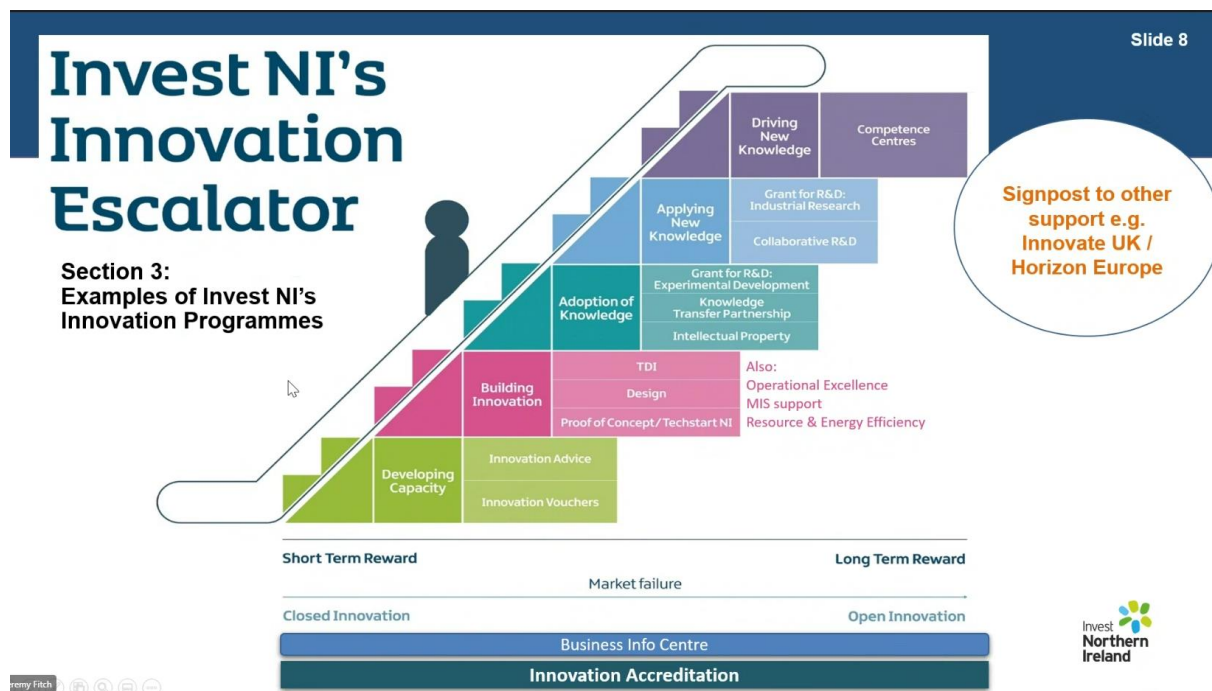 Slide 8
Invest NI's
Innovation
Escalator
Section 3:
Examples of Invest NI's
Innovation Programmes
Driving
New
Knowledge
Competence
Centres
Applying
New
Knowledge
Grant for R&D:
Industrial Research
Collaborative R&D
Adoption of
Knowledge
Grant for R&D:
Experimental Development
Knowledge
Transfer Partnership
Intellectual Property
Building
Innovation
TDI
Design
Proof of Concept/Techstart NI
Also:
Operational Excellence
MIS support
Resource & Energy Efficiency
Developing
Capacity
Innovation Advice
Innovation Vouchers
Signpost to other
support e.g.
Innovate UK /
Horizon Europe
Short Term Reward
Long Term Reward
Market failure
Closed Innovation
Open Innovation
Business Info Centre
Innovation Accreditation
Invest
Northern
Ireland
eremy Fitch